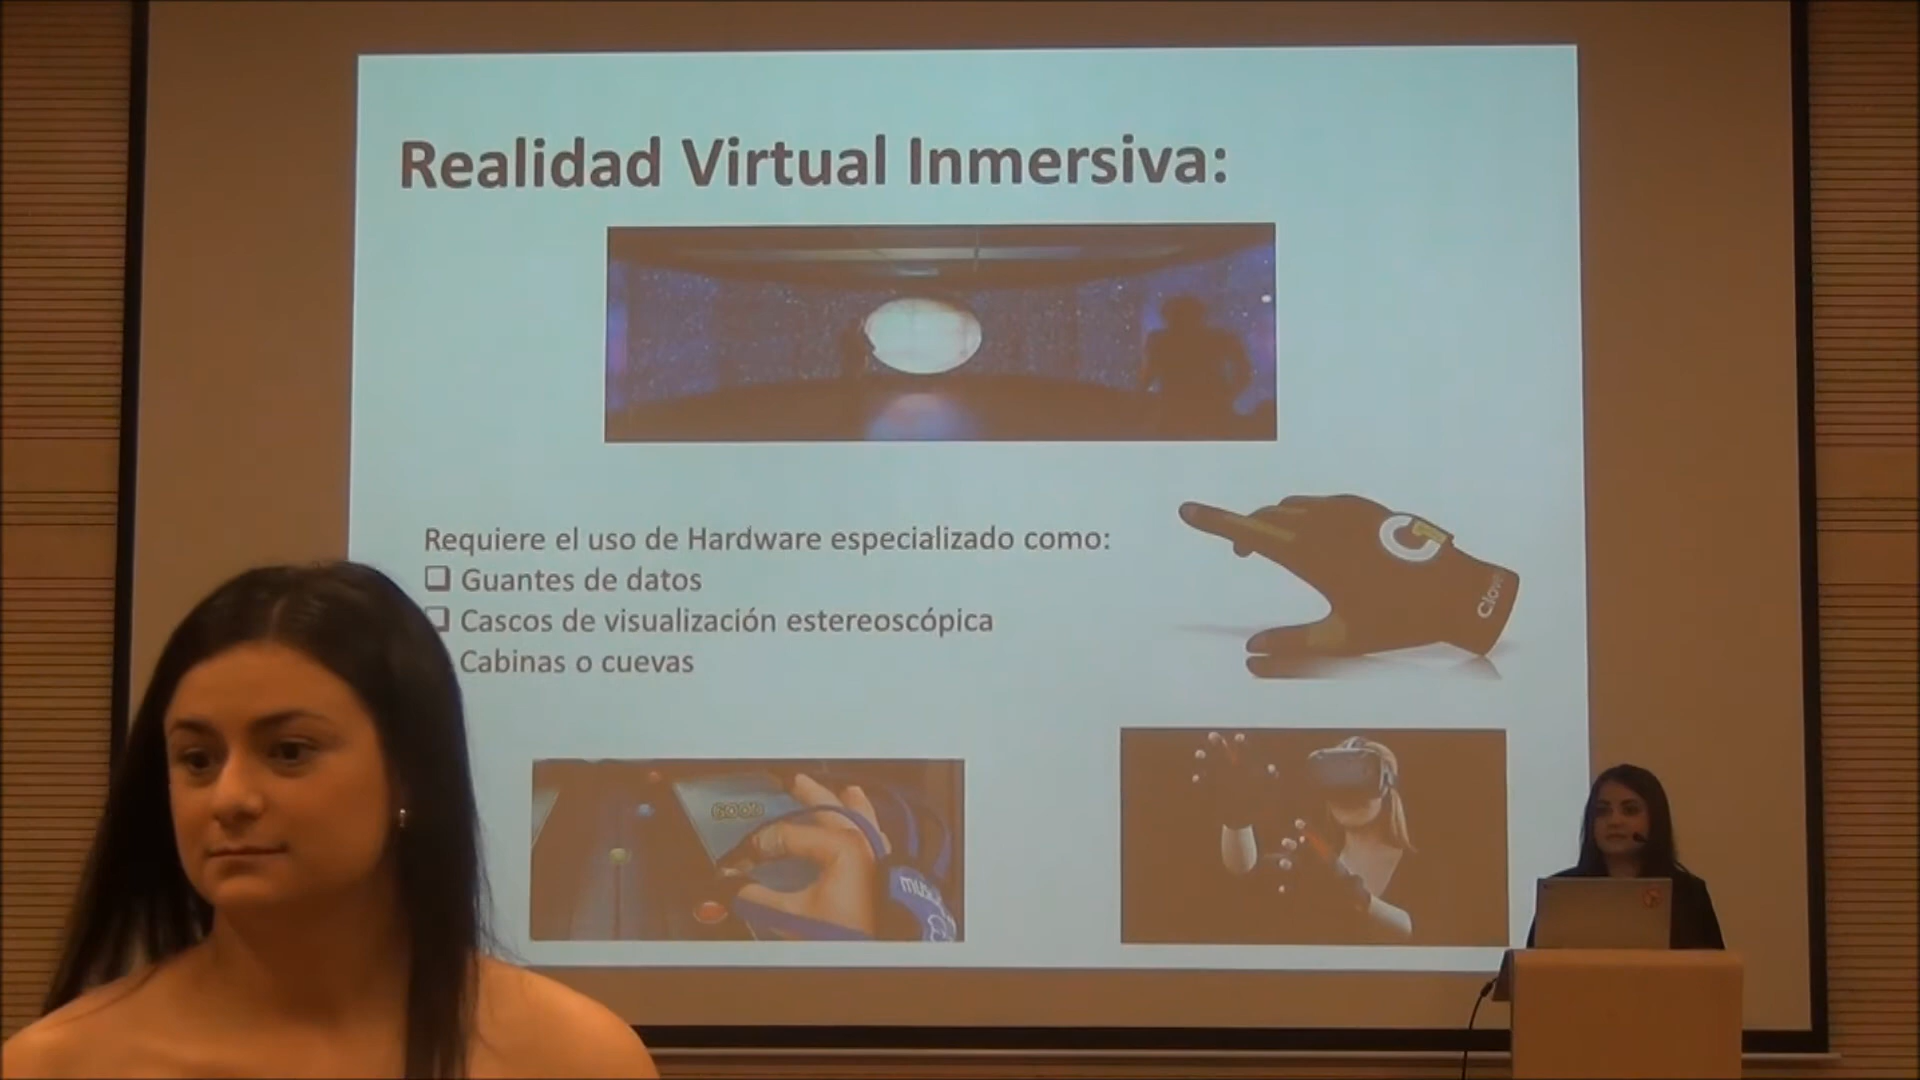 Realidad Virtual Inmersiva:
Requiere el uso de Hardware especializado como:
Guantes de datos
Cascos de visualización estereoscópica
Cabinas o cuevas
GOOD